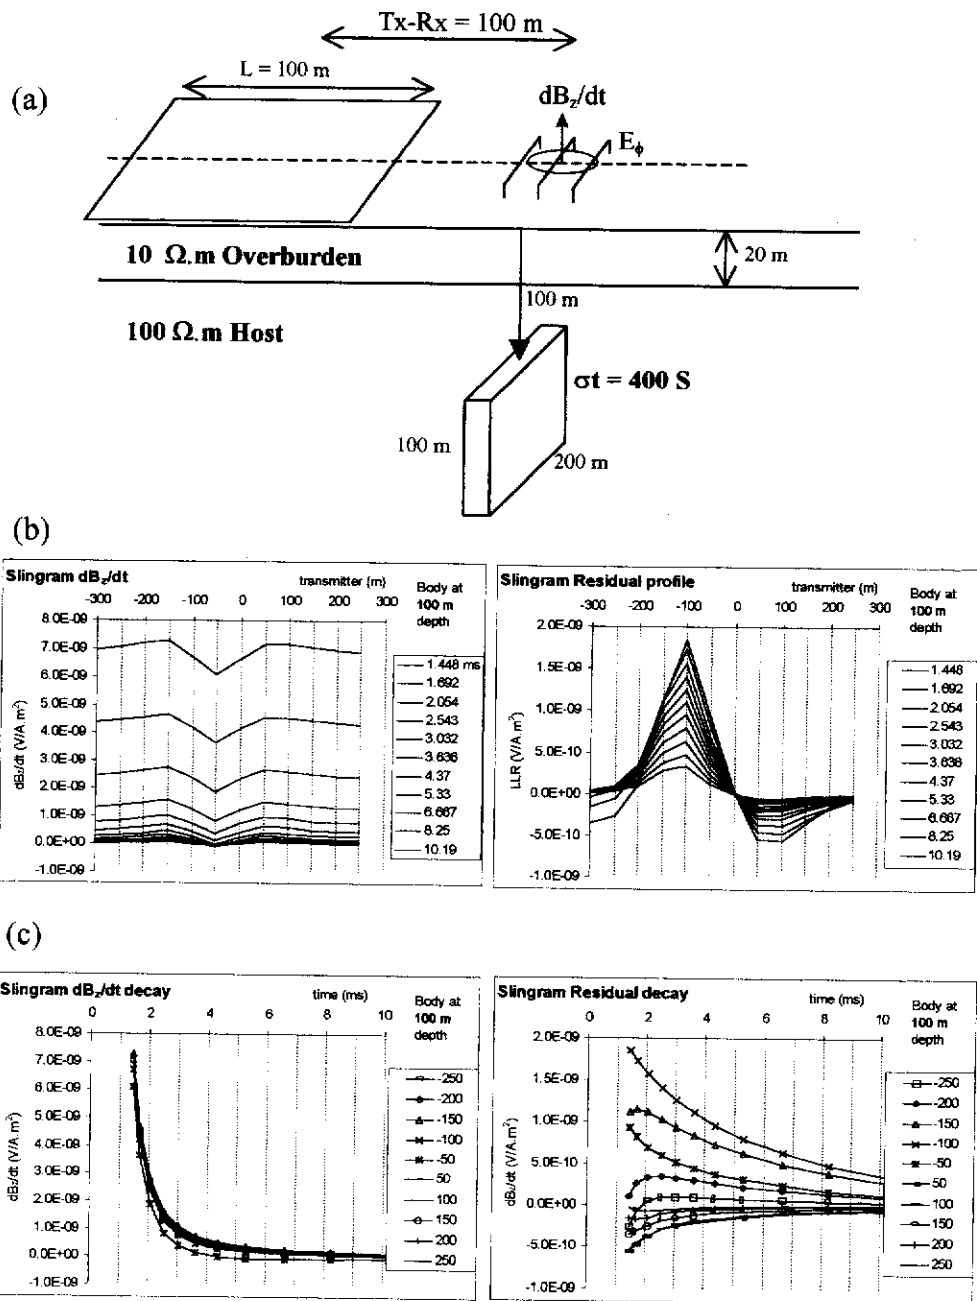 Tx-Rx = 100 m
L = 100 m
(a)
dBz/dt
Eϕ
10 Ω.m Overburden
20 m
100 m
100 Ω.m Host
σt = 400 S
100 m
200 m
(b)
Slingram dBz/dt
transmitter (m)
Body at
100 m
depth
-300 -200 -100 0 100 200 300
8.0E-09
7.0E-09
6.0E-09
5.0E-09
4.0E-09
3.0E-09
2.0E-09
1.0E-09
0.0E+00
-1.0E-09
dBz/dt (V/A.m²)
1.448 ms
1.692
2.054
2.543
3.032
3.636
4.37
5.33
6.667
8.25
10.19
Slingram Residual profile
transmitter (m)
Body at
100 m
depth
-300 -200 -100 0 100 200 300
2.0E-09
1.5E-09
1.0E-09
5.0E-10
0.0E+00
-5.0E-10
-1.0E-09
LLR (V/A.m²)
1.448
1.692
2.054
2.543
3.032
3.636
4.37
5.33
6.667
8.25
10.19
(c)
Slingram dBz/dt decay
time (ms)
Body at
100 m
depth
0 2 4 6 8 10
8.0E-09
7.0E-09
6.0E-09
5.0E-09
4.0E-09
3.0E-09
2.0E-09
1.0E-09
0.0E+00
-1.0E-09
dBz/dt (V/A.m²)
-250
-200
-150
-100
-50
50
100
150
200
250
Slingram Residual decay
time (ms)
Body at
100 m
depth
0 2 4 6 8 10
2.0E-09
1.5E-09
1.0E-09
5.0E-10
0.0E+00
-5.0E-10
-1.0E-09
dBz/dt (V/A.m²)
-250
-200
-150
-100
-50
50
100
150
200
250